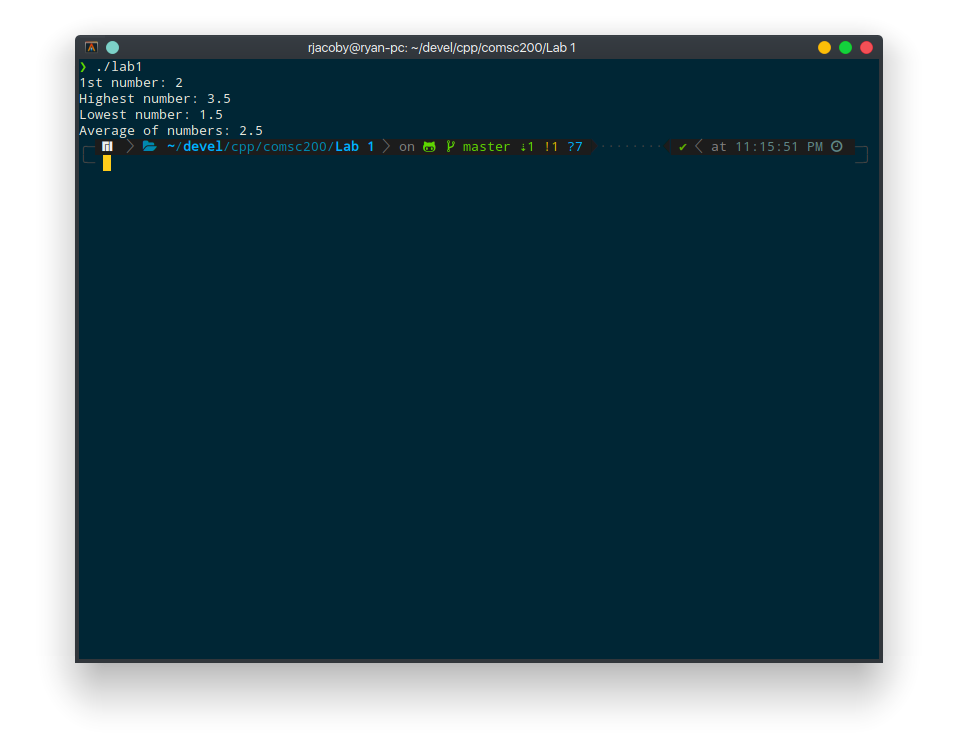 rjacoby@ryan-pc: ~/devel/cpp/comsc200/Lab 1
❯ ./lab1
1st number: 2
Highest number: 3.5
Lowest number: 1.5
Average of numbers: 2.5
~/devel/cpp/comsc200/Lab 1 on master ⇣1 !1 ?7 ········ ✔ at 11:15:51 PM